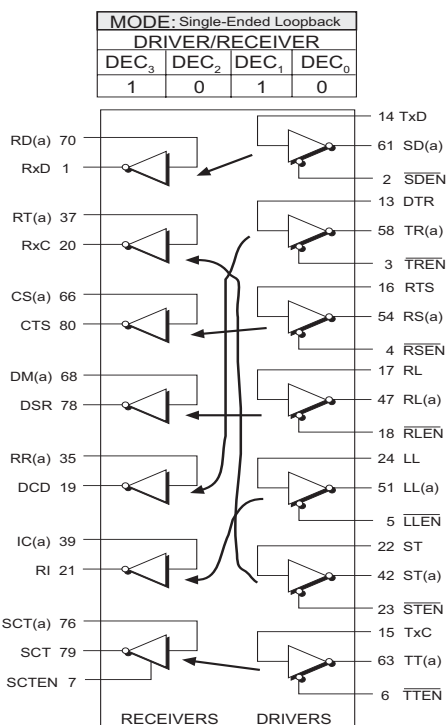 MODE: Single-Ended Loopback
DRIVER/RECEIVER
DEC3 DEC2 DEC1 DEC0
1 0 1 0
RD(a) 70
RxD 1
RT(a) 37
RxC 20
CS(a) 66
CTS 80
DM(a) 68
DSR 78
RR(a) 35
DCD 19
IC(a) 39
RI 21
SCT(a) 76
SCT 79
SCTEN 7
14 TxD
61 SD(a)
2 SDEN
13 DTR
58 TR(a)
3 TREN
16 RTS
54 RS(a)
4 RSEN
17 RL
47 RL(a)
18 RLEN
24 LL
51 LL(a)
5 LLEN
22 ST
42 ST(a)
23 STEN
15 TxC
63 TT(a)
6 TTEN
RECEIVERS DRIVERS